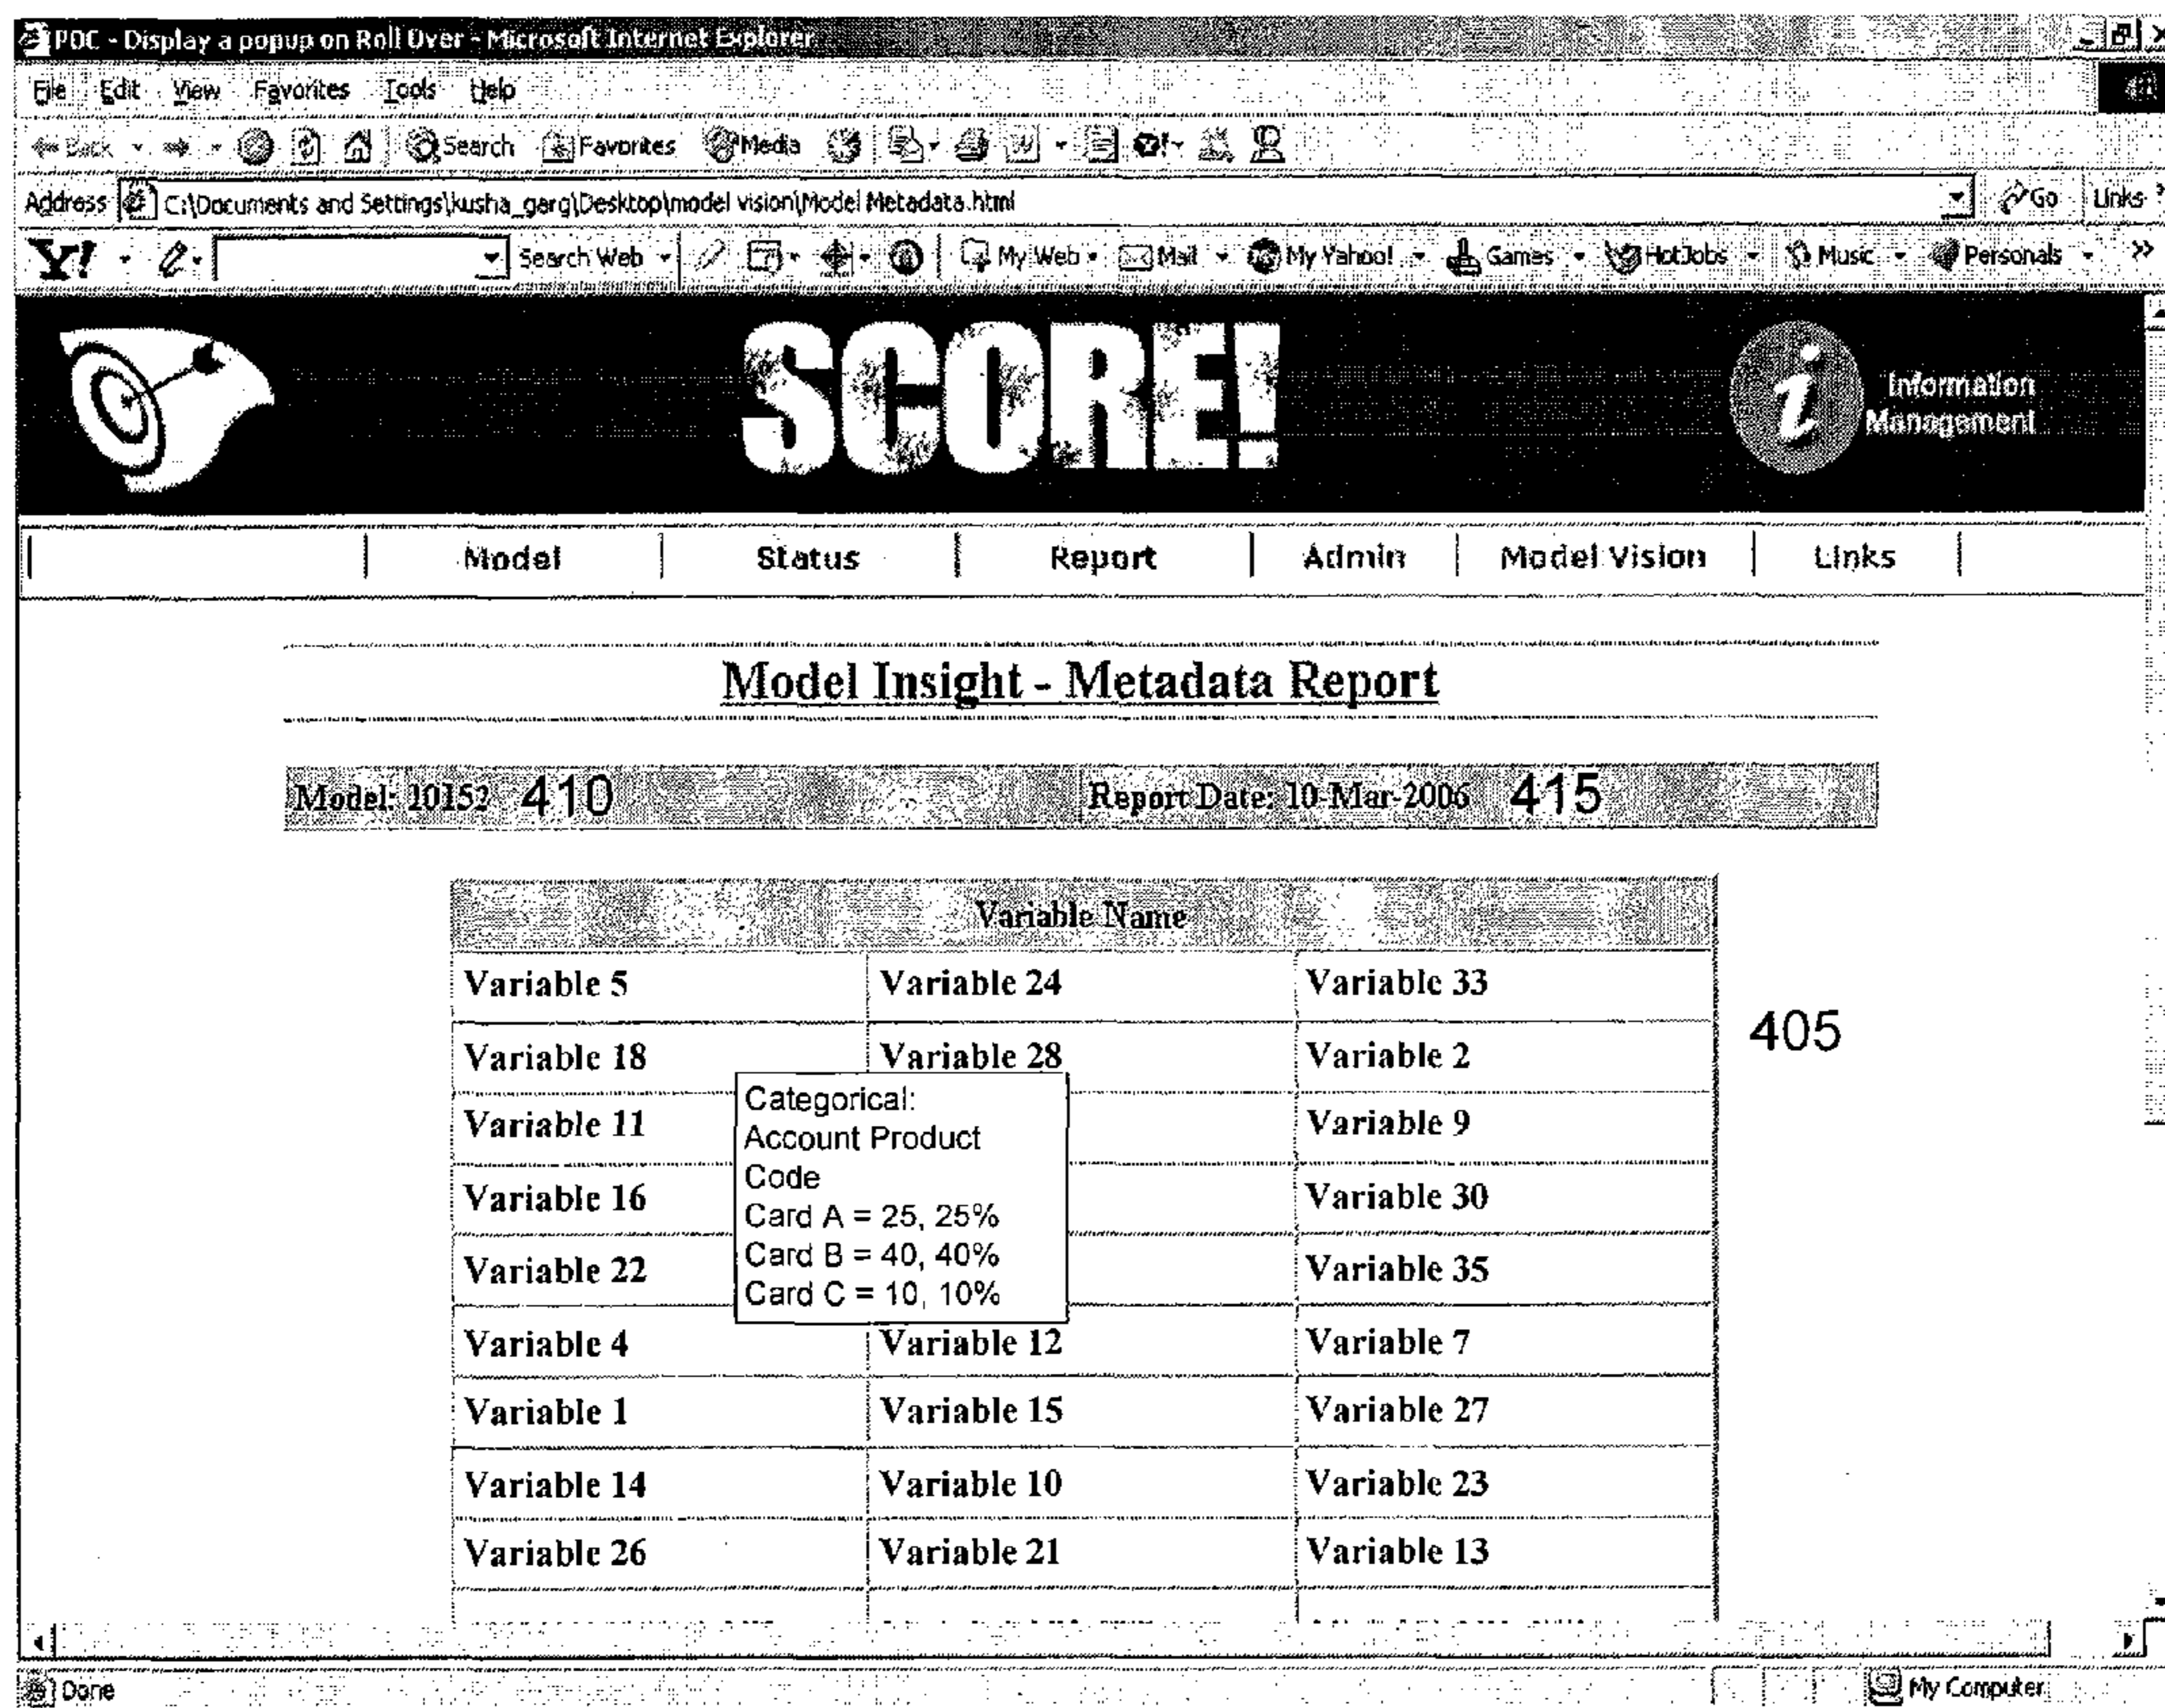 PDC - Display a popup on Roll Over - Microsoft Internet Explorer
File Edit View Favorites Tools Help
Back Search Favorites Media
Address C:\Documents and Settings\kusha_garg\Desktop\model vision\Model Metadata.html Go Links
Y! Search Web My Web Mail My Yahoo! Games HotJobs Music Personals >>
SCORE!
i Information
Management
Model Status Report Admin Model Vision Links
Model Insight - Metadata Report
Model: 10152 410 Report Date: 10-Mar-2006 415
Variable Name
Variable 5 Variable 24 Variable 33
405
Variable 18 Variable 28 Variable 2
Categorical:
Account Product
Code
Card A = 25, 25%
Card B = 40, 40%
Card C = 10, 10%
Variable 11 Variable 9
Variable 16 Variable 30
Variable 22 Variable 35
Variable 4 Variable 12 Variable 7
Variable 1 Variable 15 Variable 27
Variable 14 Variable 10 Variable 23
Variable 26 Variable 21 Variable 13
Done My Computer